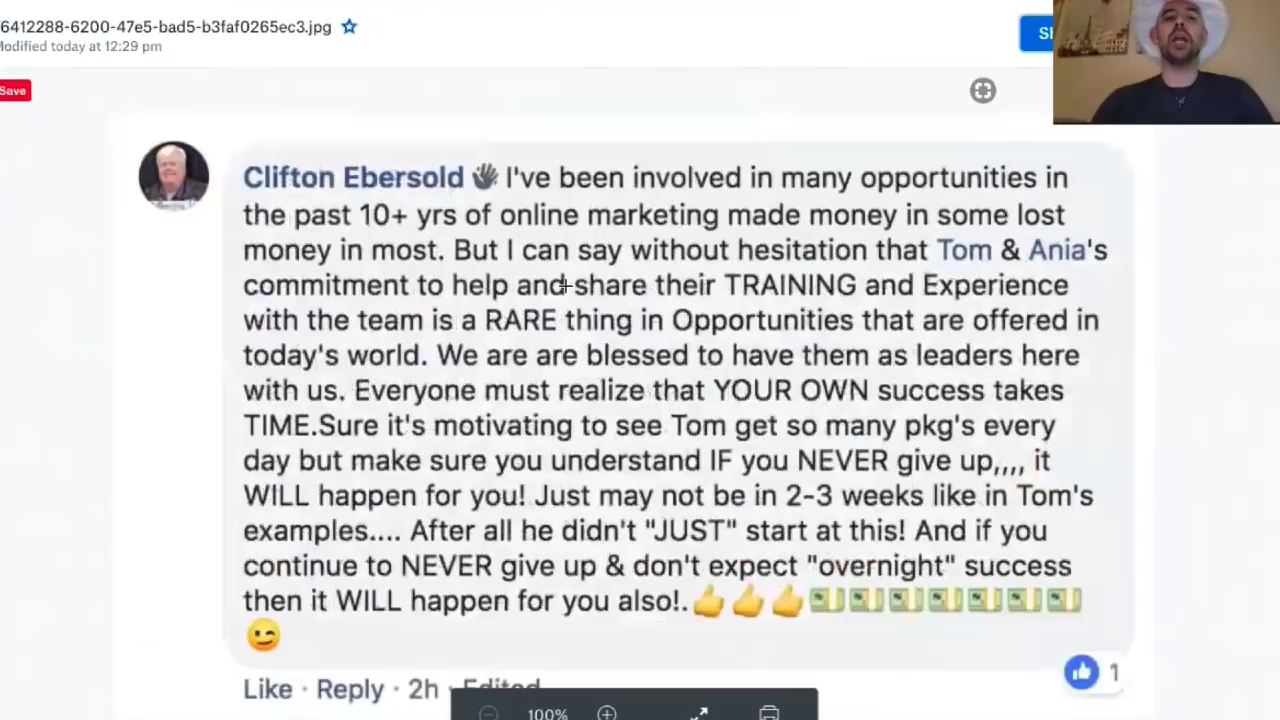 6412288-6200-47e5-bad5-b3faf0265ec3.jpg
Modified today at 12:29 pm
Save
Clifton Ebersold 👋 I've been involved in many opportunities in
the past 10+ yrs of online marketing made money in some lost
money in most. But I can say without hesitation that Tom & Ania's
commitment to help and share their TRAINING and Experience
with the team is a RARE thing in Opportunities that are offered in
today's world. We are are blessed to have them as leaders here
with us. Everyone must realize that YOUR OWN success takes
TIME.Sure it's motivating to see Tom get so many pkg's every
day but make sure you understand IF you NEVER give up,,,, it
WILL happen for you! Just may not be in 2-3 weeks like in Tom's
examples.... After all he didn't "JUST" start at this! And if you
continue to NEVER give up & don't expect "overnight" success
then it WILL happen for you also!.👍👍👍💵💵💵💵💵💵💵
😉
1
Like · Reply · 2h · Edited
100%